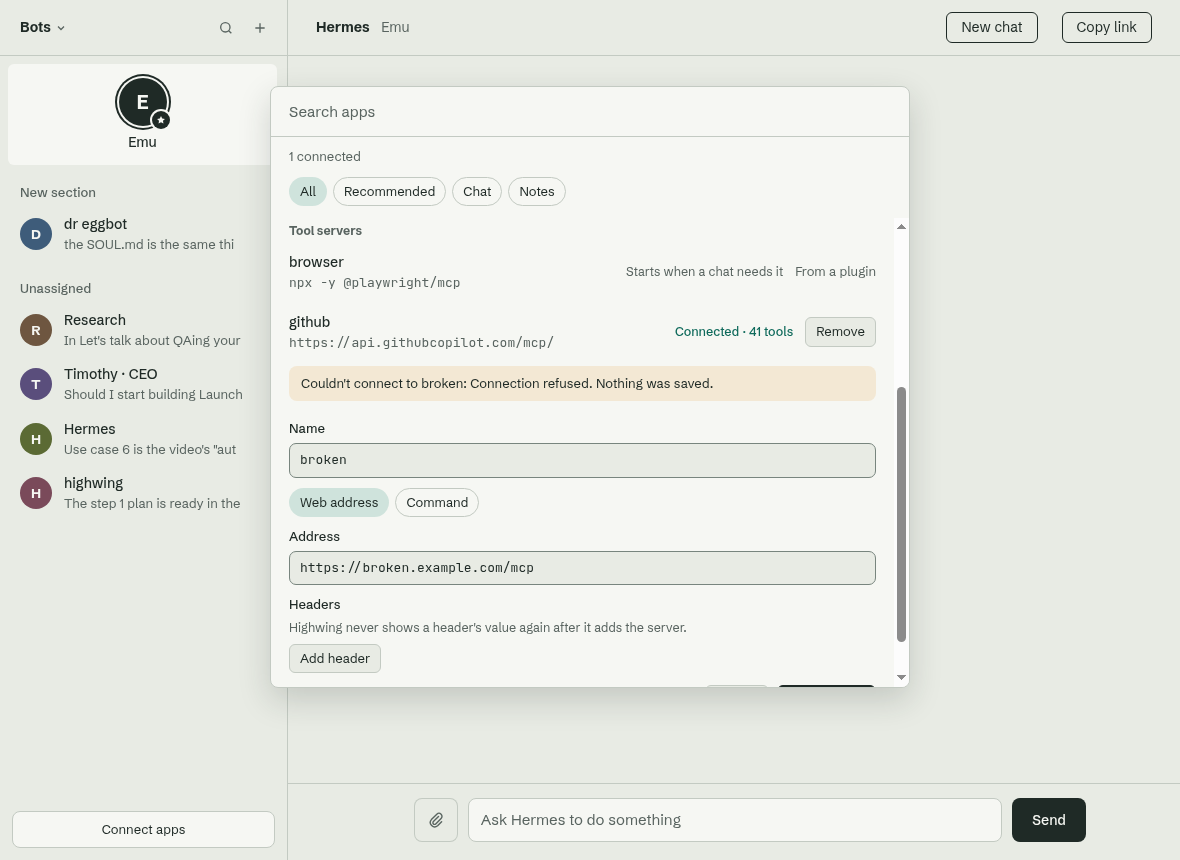 Bots
Hermes Emu
New chat
Copy link
E
Emu
New section
D
dr eggbot
the SOUL.md is the same thi
Unassigned
R
Research
In Let's talk about QAing your
T
Timothy · CEO
Should I start building Launch
H
Hermes
Use case 6 is the video's "aut
H
highwing
The step 1 plan is ready in the
Connect apps
Search apps
1 connected
All Recommended Chat Notes
Tool servers
browser
npx -y @playwright/mcp
Starts when a chat needs it From a plugin
github
https://api.githubcopilot.com/mcp/
Connected · 41 tools Remove
Couldn't connect to broken: Connection refused. Nothing was saved.
Name
broken
Web address Command
Address
https://broken.example.com/mcp
Headers
Highwing never shows a header's value again after it adds the server.
Add header
Ask Hermes to do something
Send